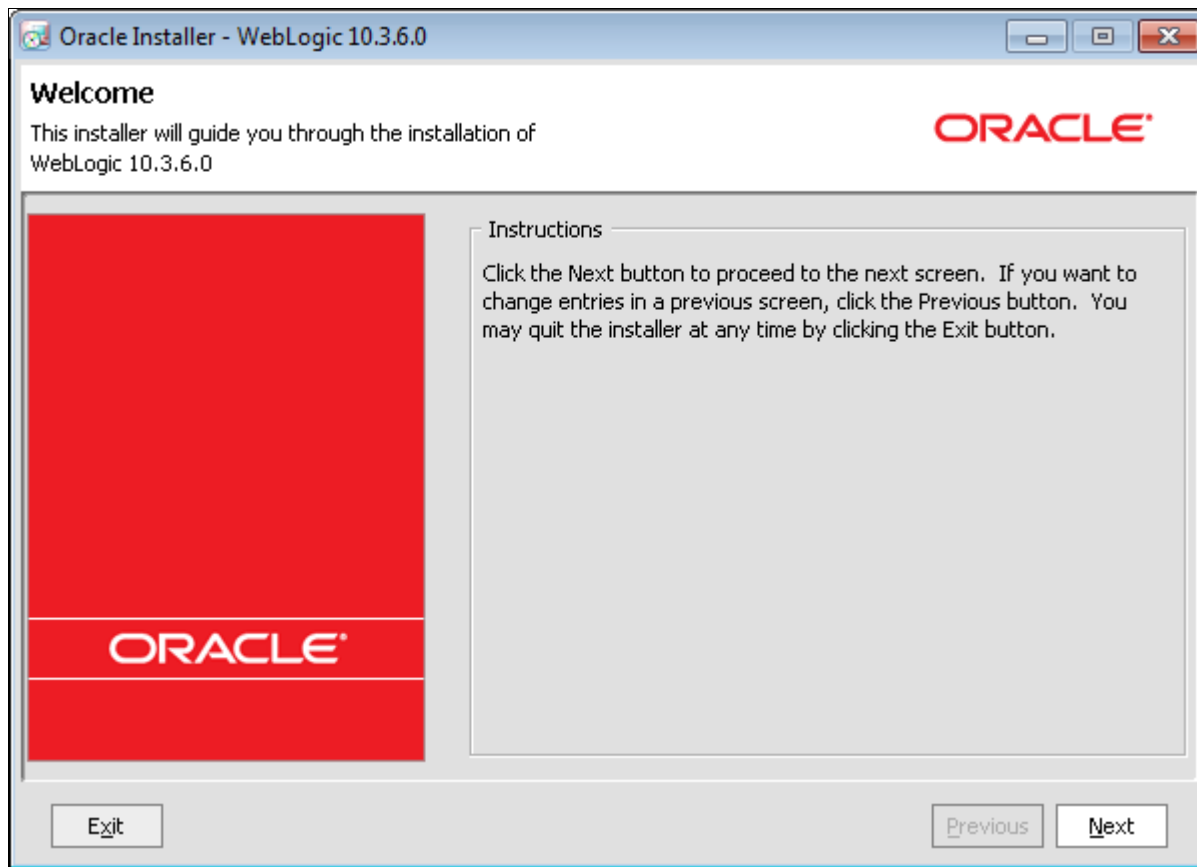 Oracle Installer - WebLogic 10.3.6.0
Welcome
This installer will guide you through the installation of
WebLogic 10.3.6.0
ORACLE®
Instructions
Click the Next button to proceed to the next screen.  If you want to
change entries in a previous screen, click the Previous button.  You
may quit the installer at any time by clicking the Exit button.
ORACLE®
Exit
Previous
Next